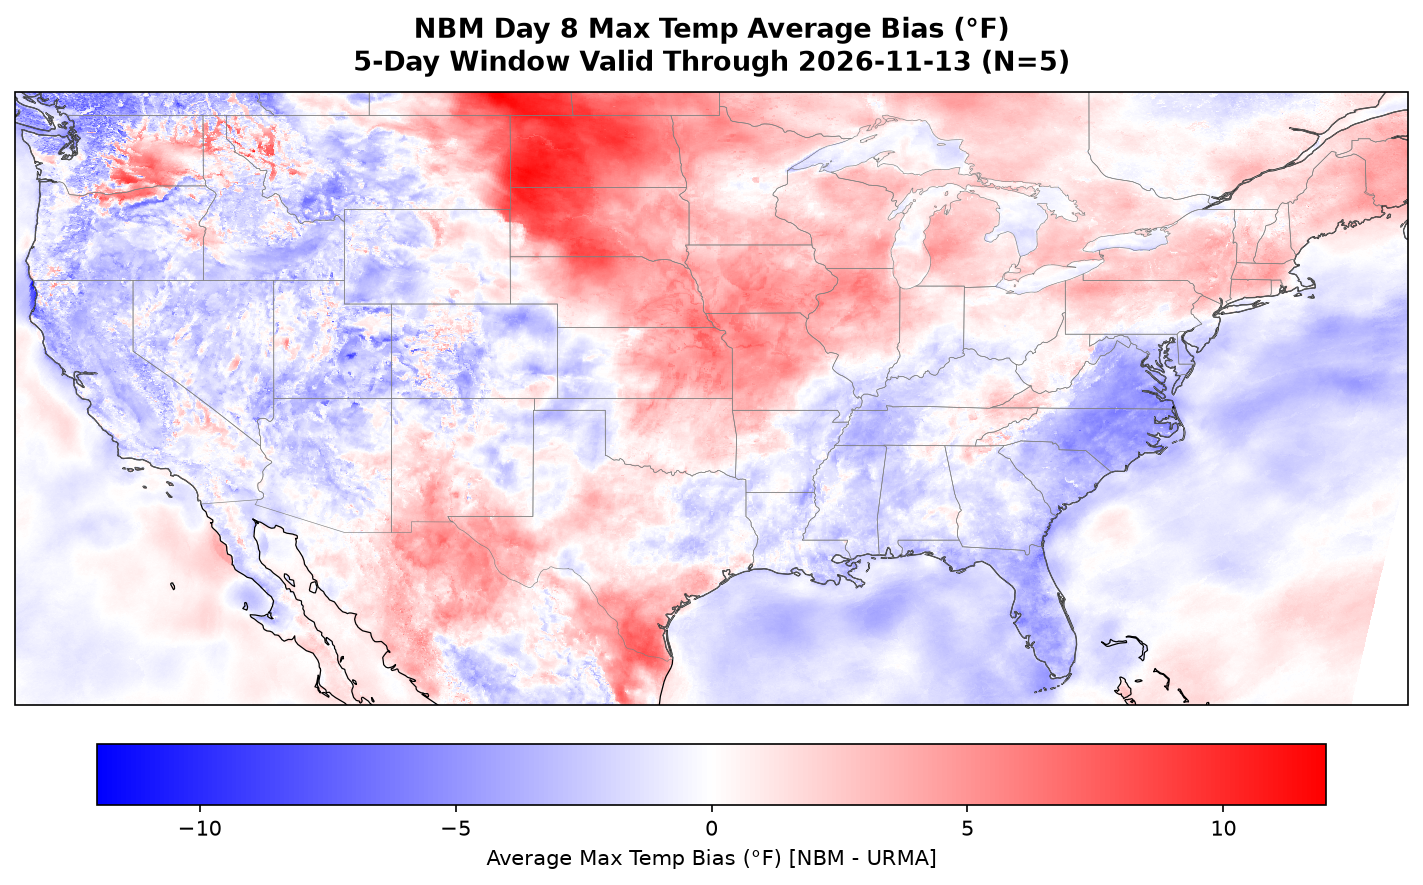 NBM Day 8 Max Temp Average Bias (°F)
5-Day Window Valid Through 2026-11-13 (N=5)
−10 −5 0 5 10
Average Max Temp Bias (°F) [NBM - URMA]